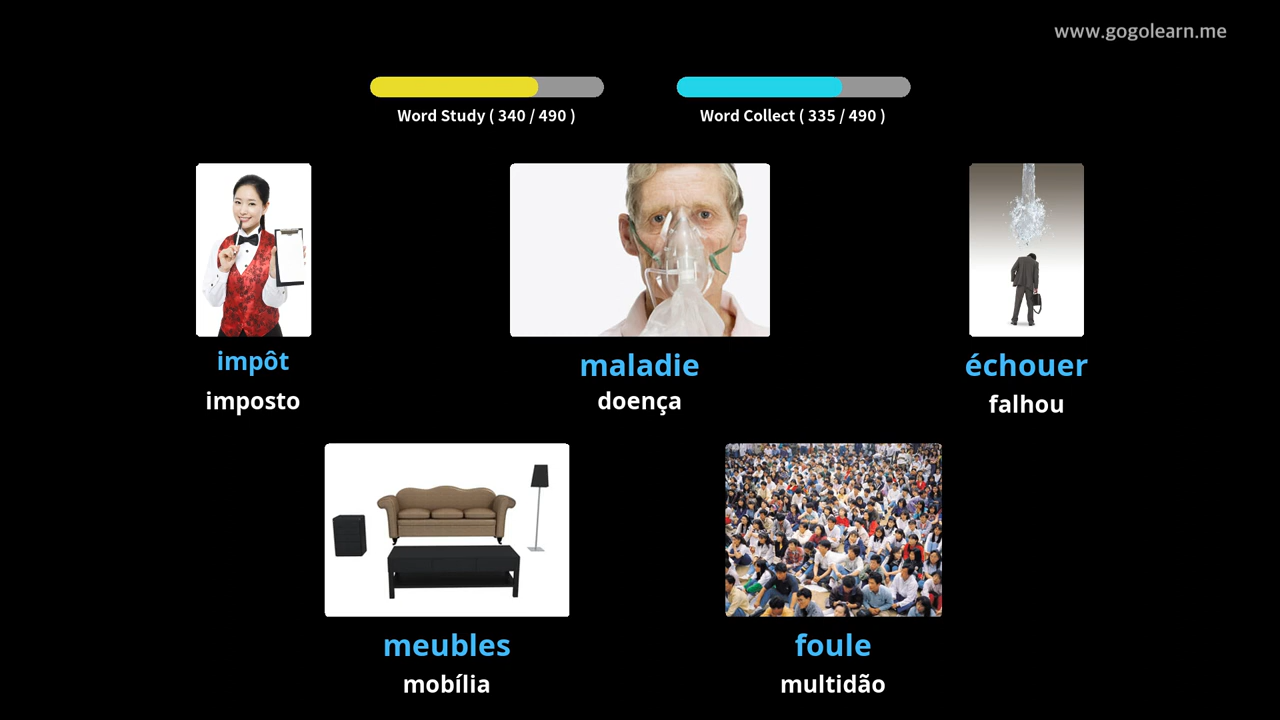 www.gogolearn.me
Word Study ( 340 / 490 )
Word Collect ( 335 / 490 )
impôt
imposto
maladie
doença
échouer
falhou
meubles
mobília
foule
multidão